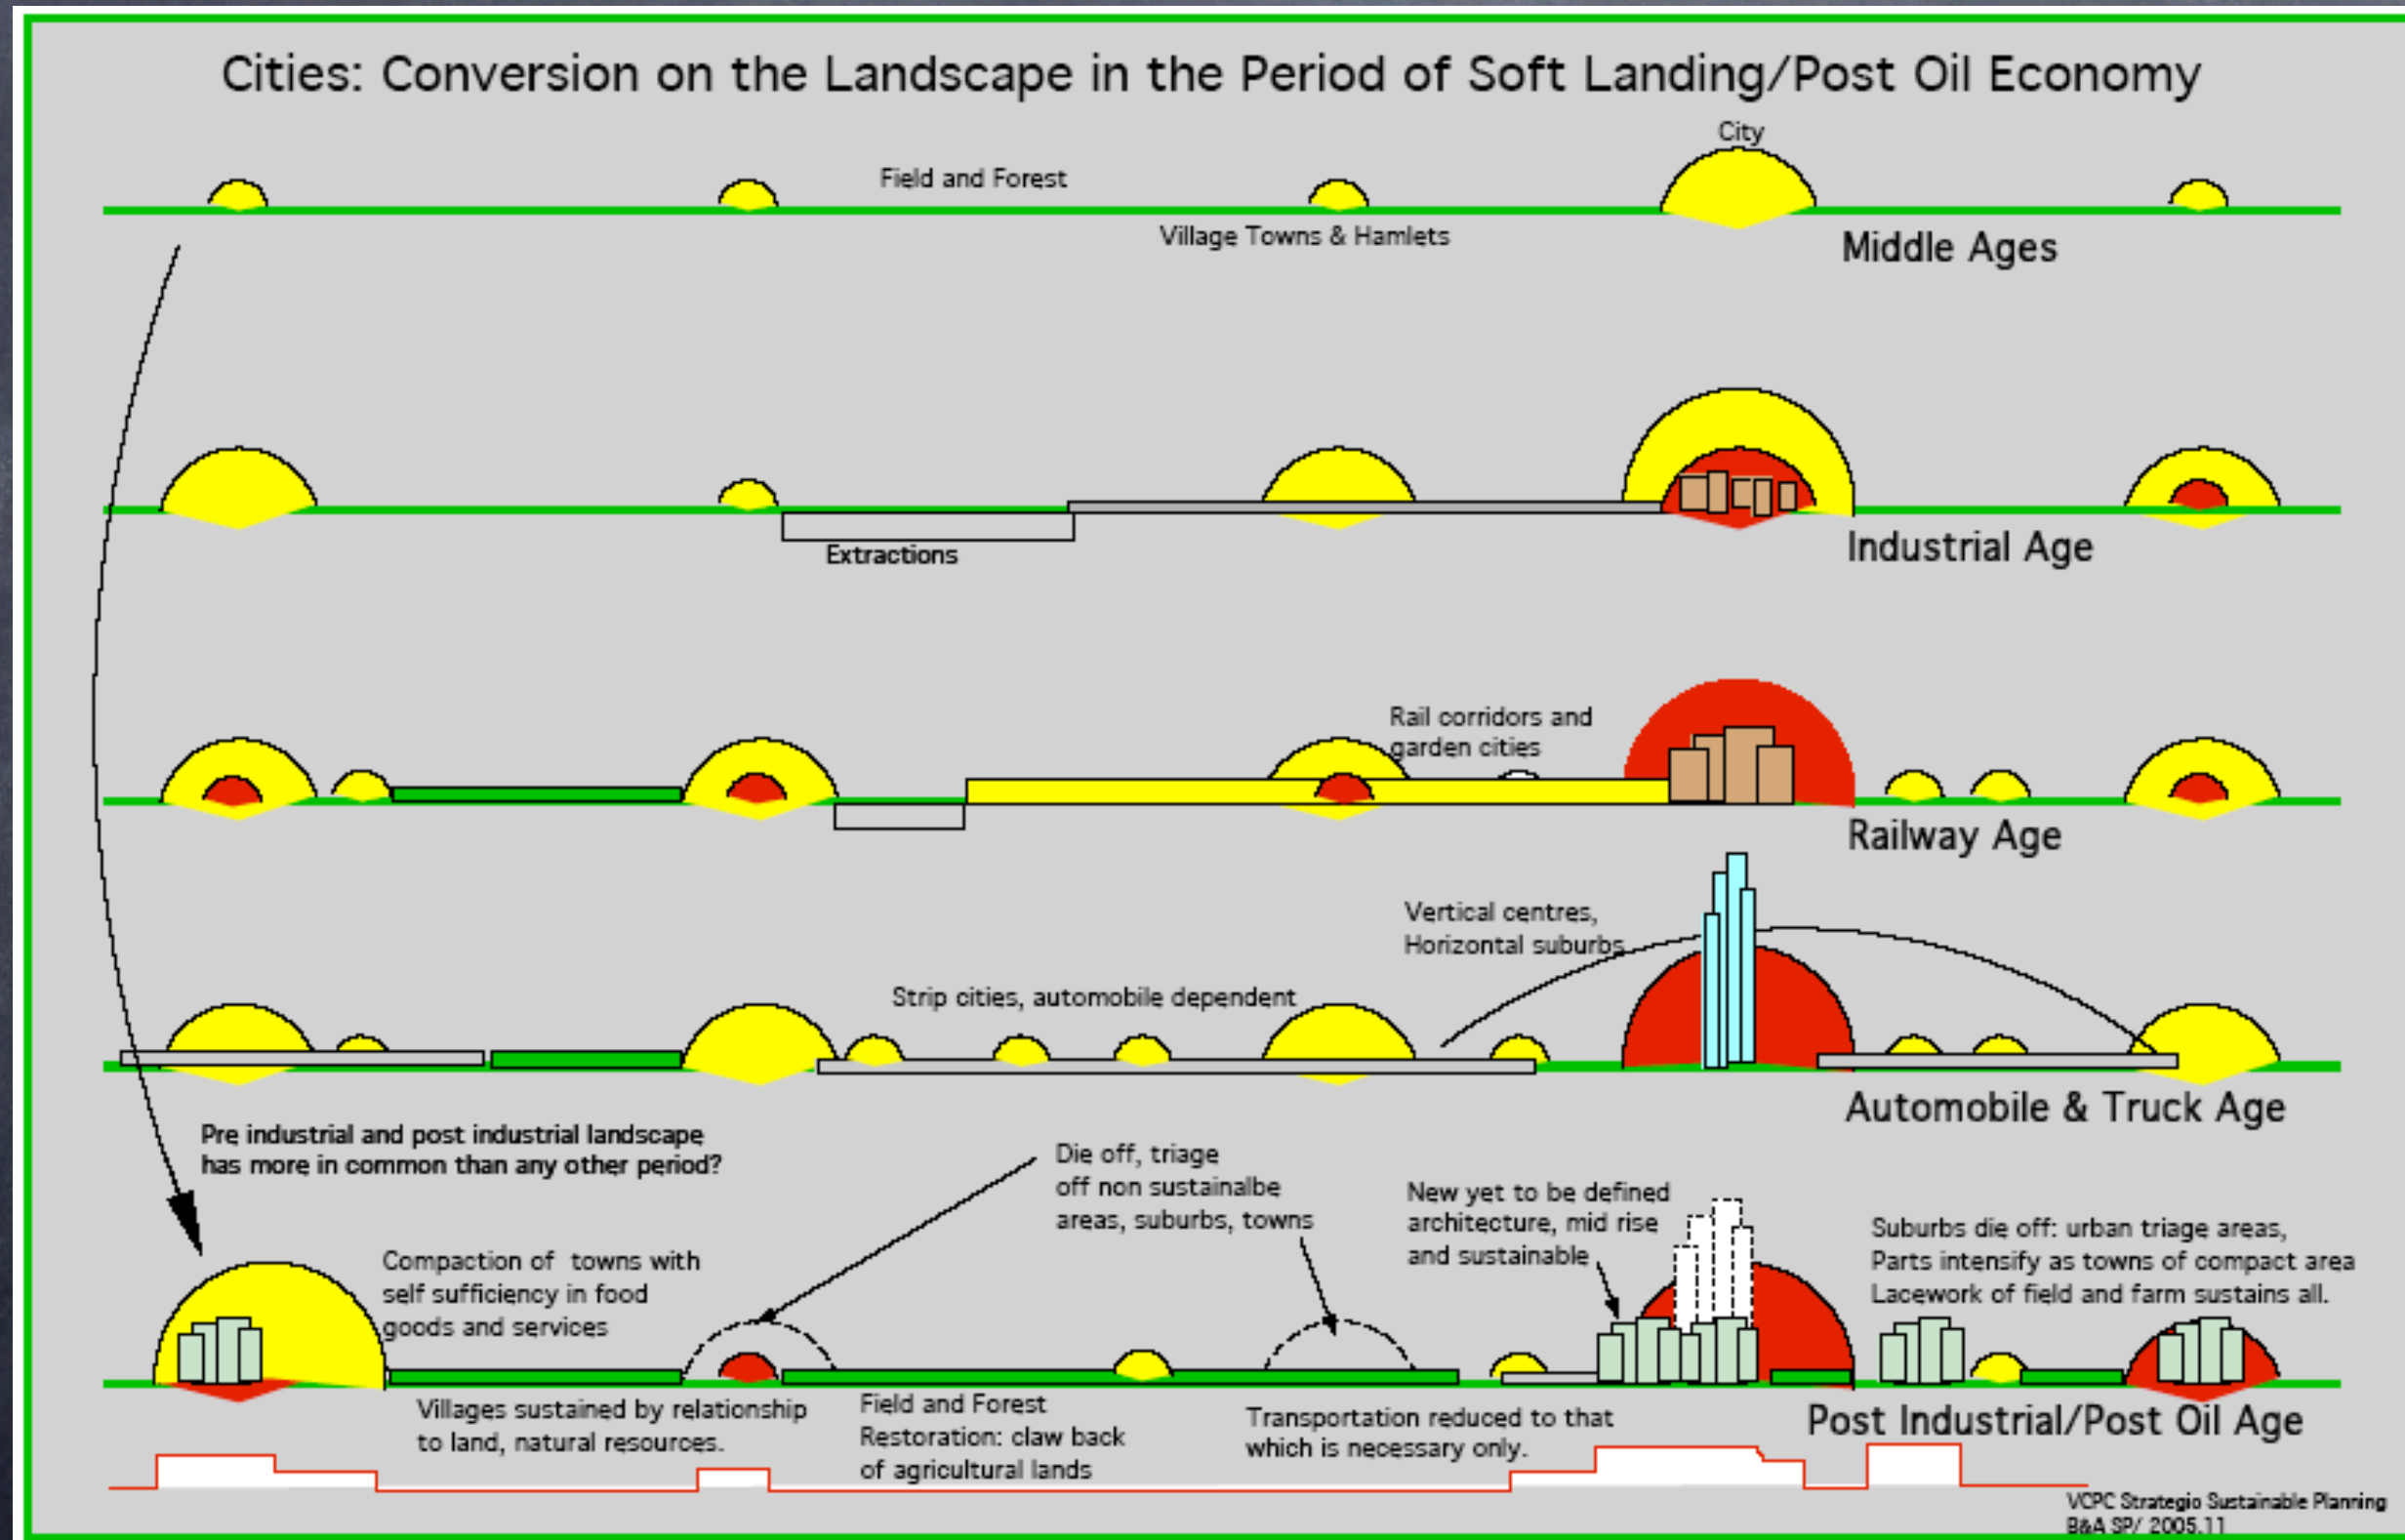 Cities: Conversion on the Landscape in the Period of Soft Landing/Post Oil Economy
City
Field and Forest
Village Towns & Hamlets
Middle Ages
Extractions
Industrial Age
Rail corridors and
garden cities
Railway Age
Vertical centres,
Horizontal suburbs
Strip cities, automobile dependent
Automobile & Truck Age
Pre industrial and post industrial landscape
has more in common than any other period?
Die off, triage
off non sustainalbe
areas, suburbs, towns
New yet to be defined
architecture, mid rise
and sustainable
Suburbs die off: urban triage areas,
Parts intensify as towns of compact area
Lacework of field and farm sustains all.
Compaction of towns with
self sufficiency in food
goods and services
Villages sustained by relationship
to land, natural resources.
Field and Forest
Restoration: claw back
of agricultural lands
Transportation reduced to that
which is necessary only.
Post Industrial/Post Oil Age
VCPC Strategio Sustainable Planning
B&A SP/ 2005.11